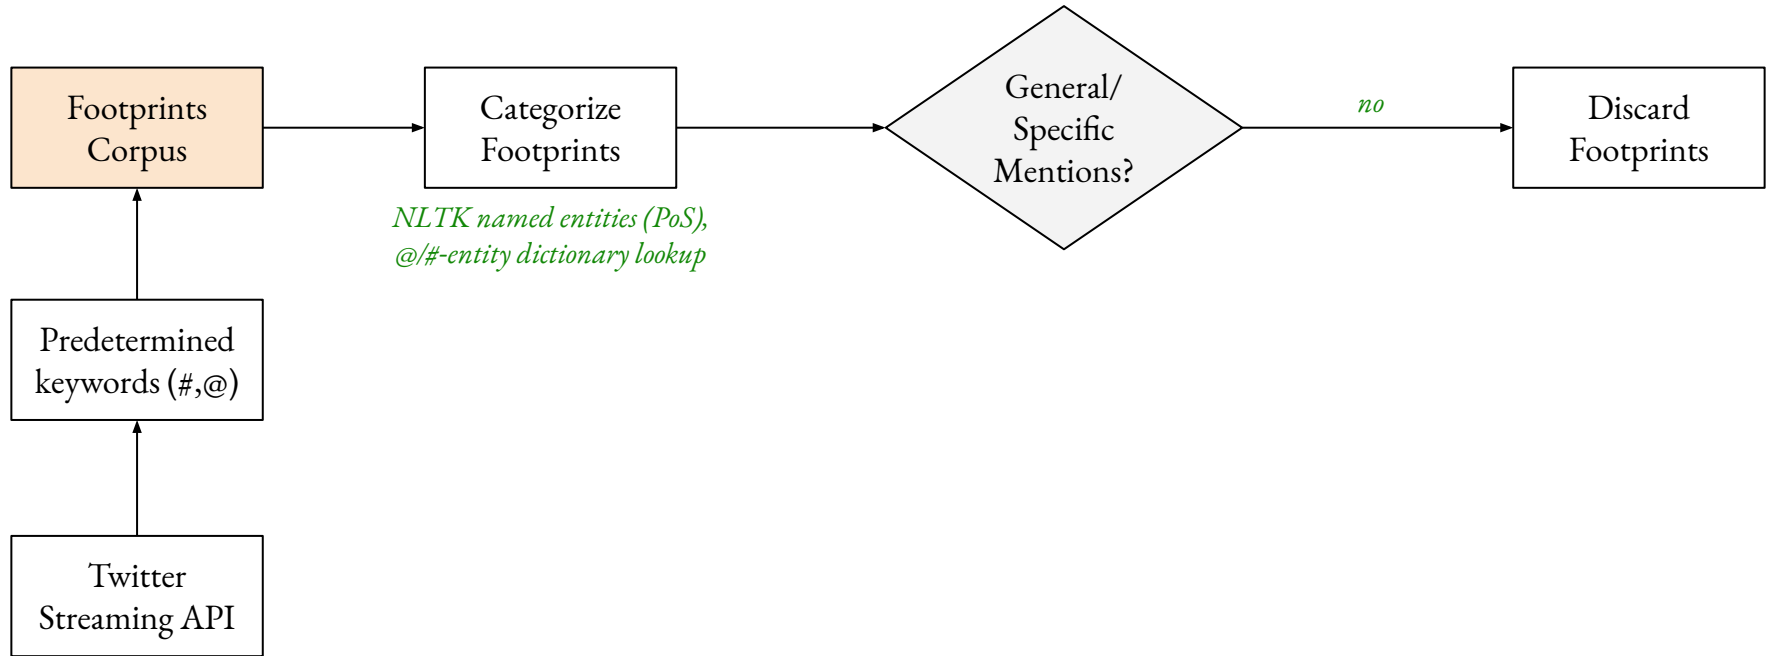 Footprints
Corpus
Categorize
Footprints
NLTK named entities (PoS),
@/#-entity dictionary lookup
General/
Specific
Mentions?
no
Discard
Footprints
Predetermined
keywords (#,@)
Twitter
Streaming API